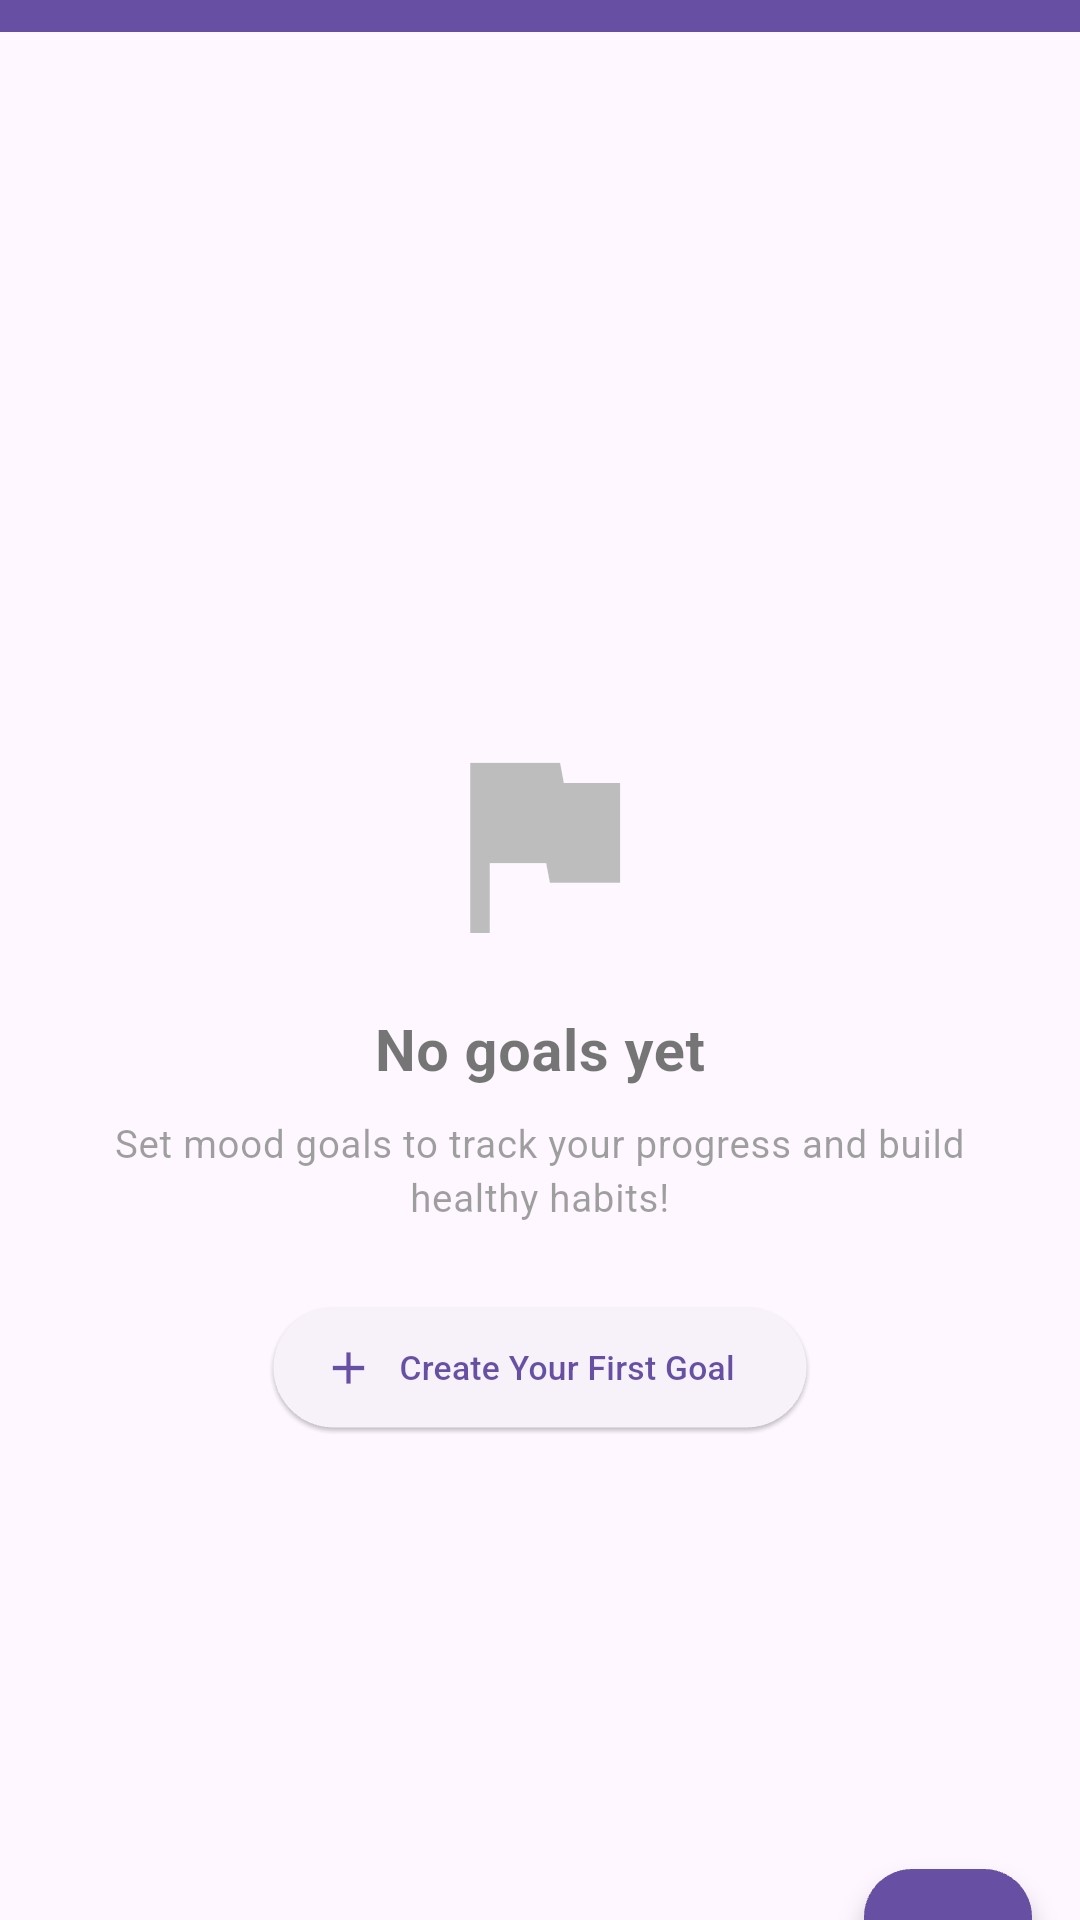 No goals yet
Set mood goals to track your progress and build
healthy habits!
Create Your First Goal